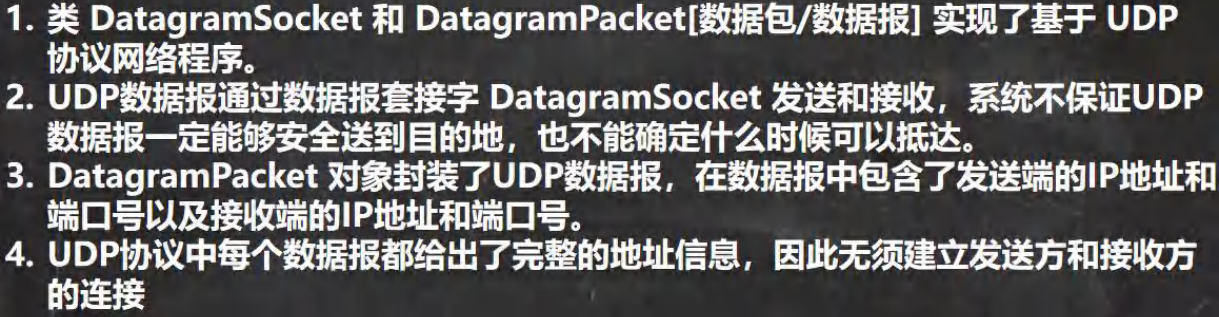 1. 类 DatagramSocket 和 DatagramPacket[数据包/数据报] 实现了基于 UDP
协议网络程序。
2. UDP数据报通过数据报套接字 DatagramSocket 发送和接收，系统不保证UDP
数据报一定能够安全送到目的地，也不能确定什么时候可以抵达。
3. DatagramPacket 对象封装了UDP数据报，在数据报中包含了发送端的IP地址和
端口号以及接收端的IP地址和端口号。
4. UDP协议中每个数据报都给出了完整的地址信息，因此无须建立发送方和接收方
的连接